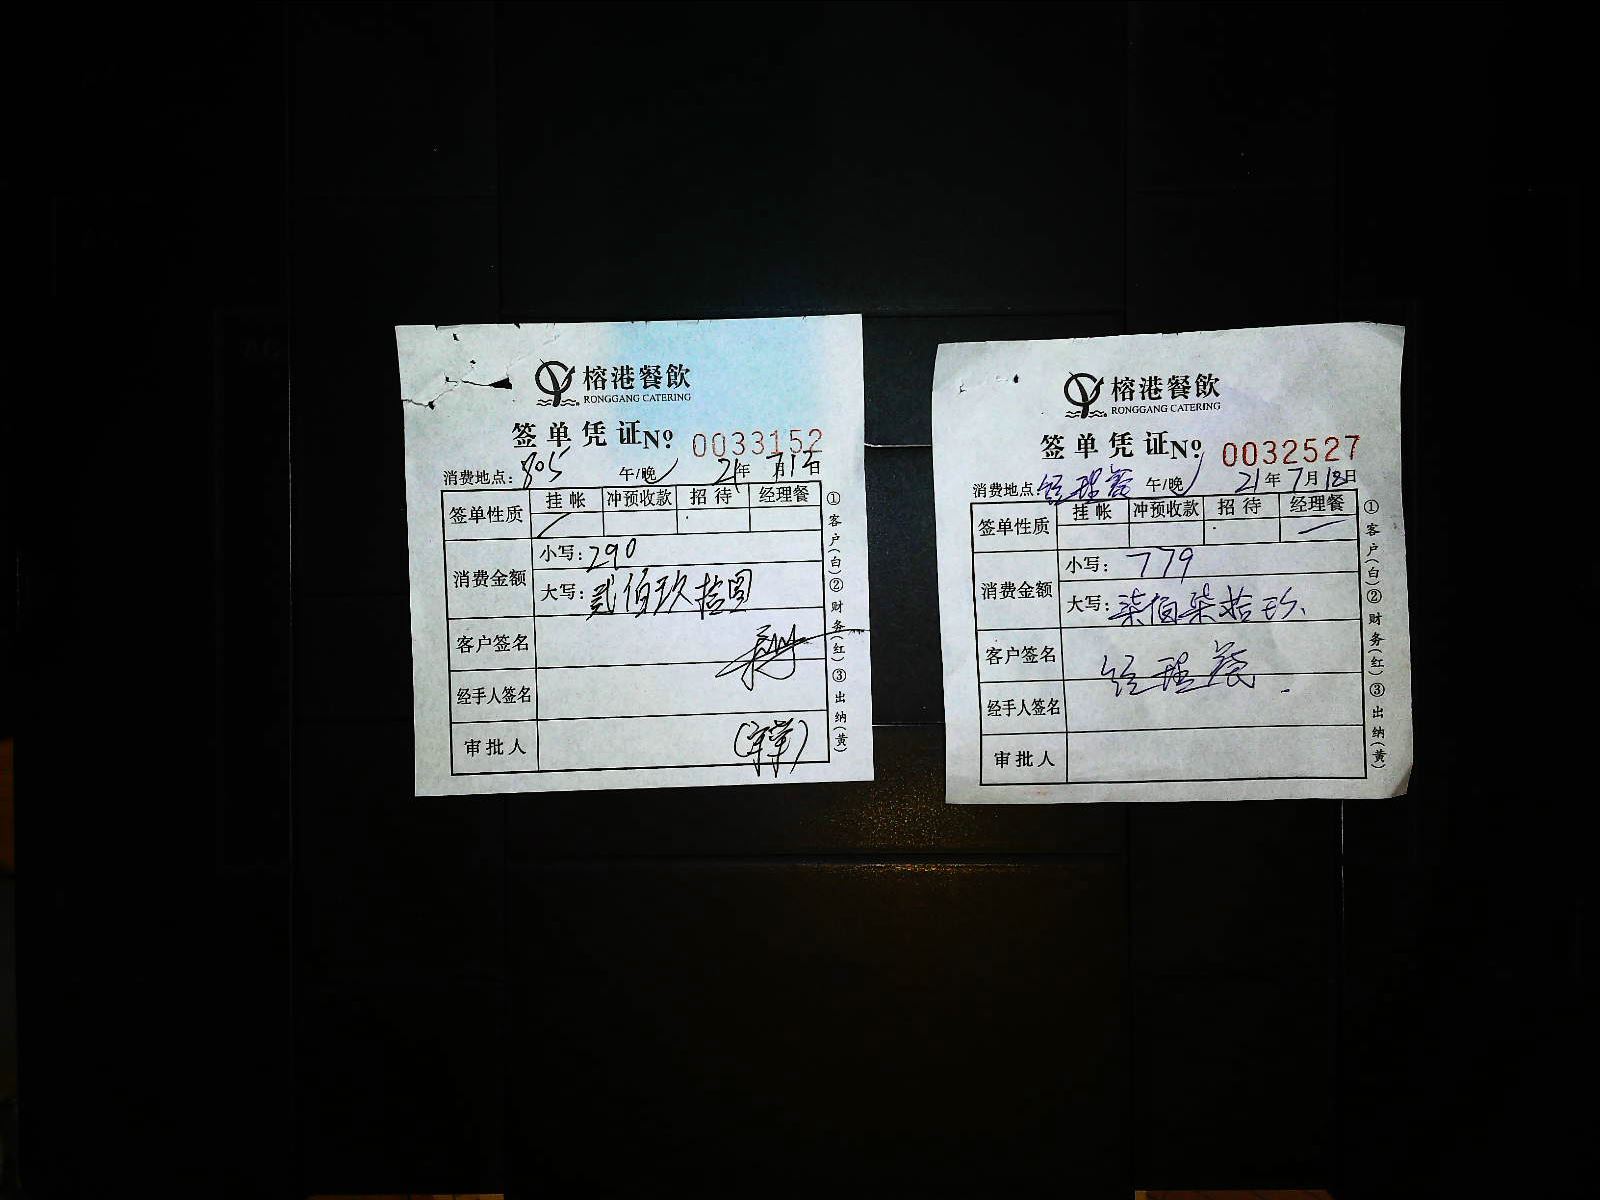 榕港餐飲
RONGGANG CATERING
签单凭证No 0033152
消费地点: 805 午/晚 21年7月1日
签单性质 挂帐 冲预收款 招待 经理餐
消费金额 小写: 290
大写: 贰佰玖拾圆
客户签名
经手人签名
审批人
①客户(白)②财务(红)③出纳(黄)
榕港餐飲
RONGGANG CATERING
签单凭证No 0032527
消费地点: 经理餐 午/晚 21年7月18日
签单性质 挂帐 冲预收款 招待 经理餐
消费金额 小写: 779
大写: 柒佰柒拾玖
客户签名 经理餐
经手人签名
审批人
①客户(白)②财务(红)③出纳(黄)